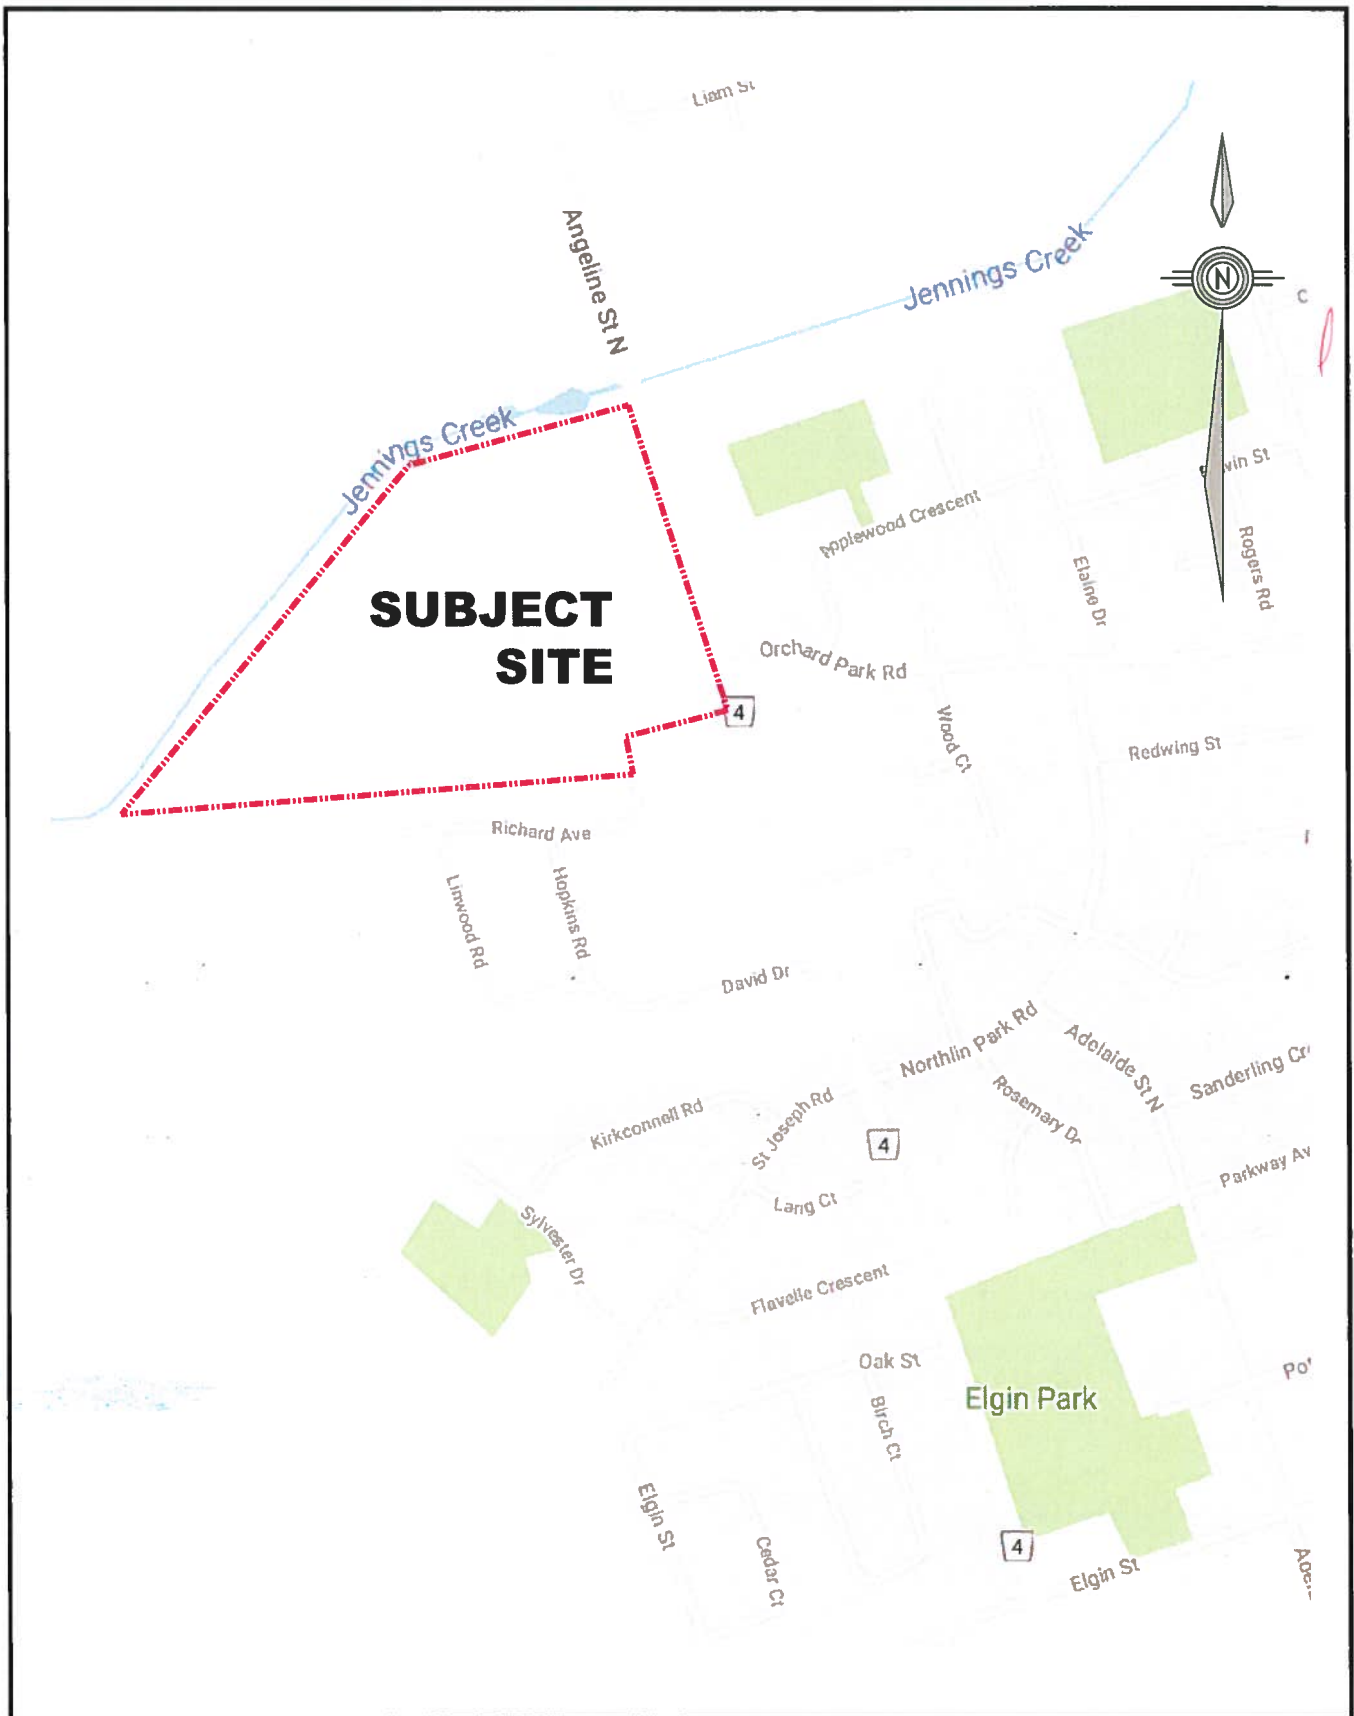 Liam St
Angeline St N
Jennings Creek
N
C
Jennings Creek
Applewood Crescent
Rogers Rd
Elaine Dr
SUBJECT
SITE
Orchard Park Rd
4
Wood Ct
Redwing St
Richard Ave
Linwood Rd
Hopkins Rd
David Dr
Northlin Park Rd
Adelaide St N
Sanderling Cr
Rosemary Dr
Kirkconnell Rd
St Joseph Rd
4
Parkway Av
Lang Ct
Sylvester Dr
Flavelle Crescent
Oak St
Po
Elgin Park
Birch Ct
Elgin St
Cedar Ct
4
Elgin St